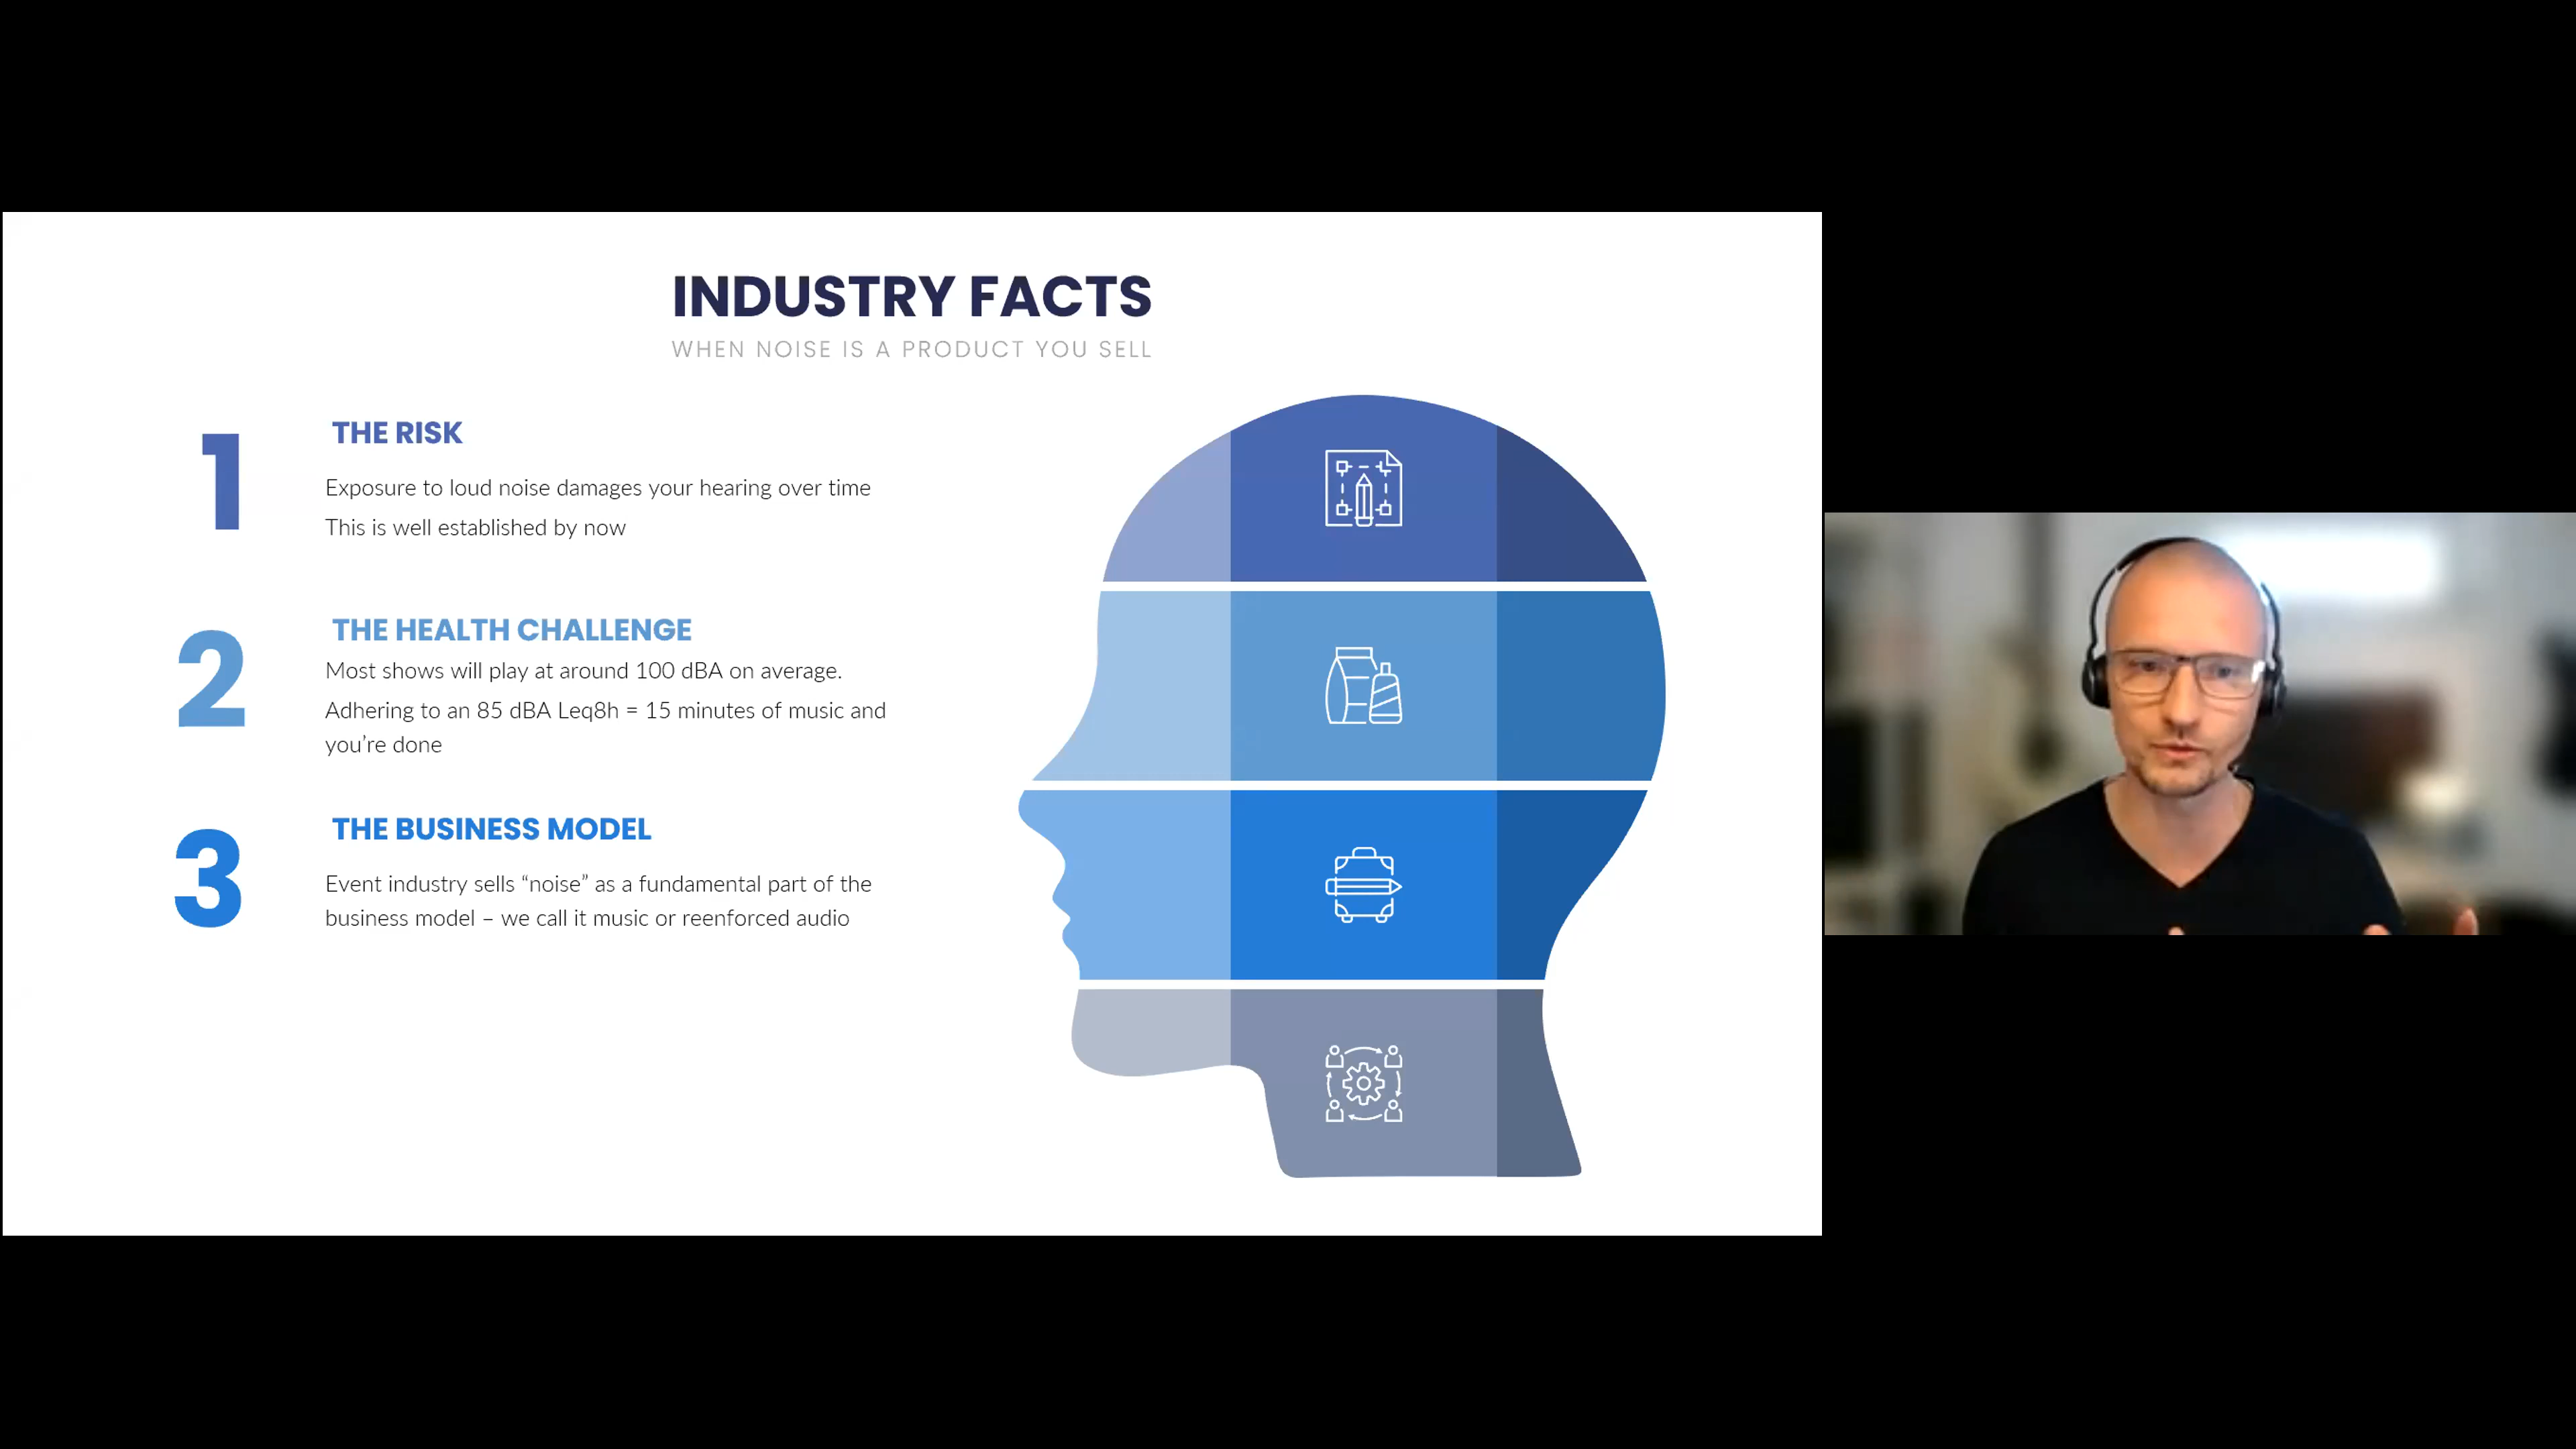 INDUSTRY FACTS
WHEN NOISE IS A PRODUCT YOU SELL
1
THE RISK
Exposure to loud noise damages your hearing over time
This is well established by now
2
THE HEALTH CHALLENGE
Most shows will play at around 100 dBA on average.
Adhering to an 85 dBA Leq8h = 15 minutes of music and
you’re done
3
THE BUSINESS MODEL
Event industry sells “noise” as a fundamental part of the
business model – we call it music or reenforced audio